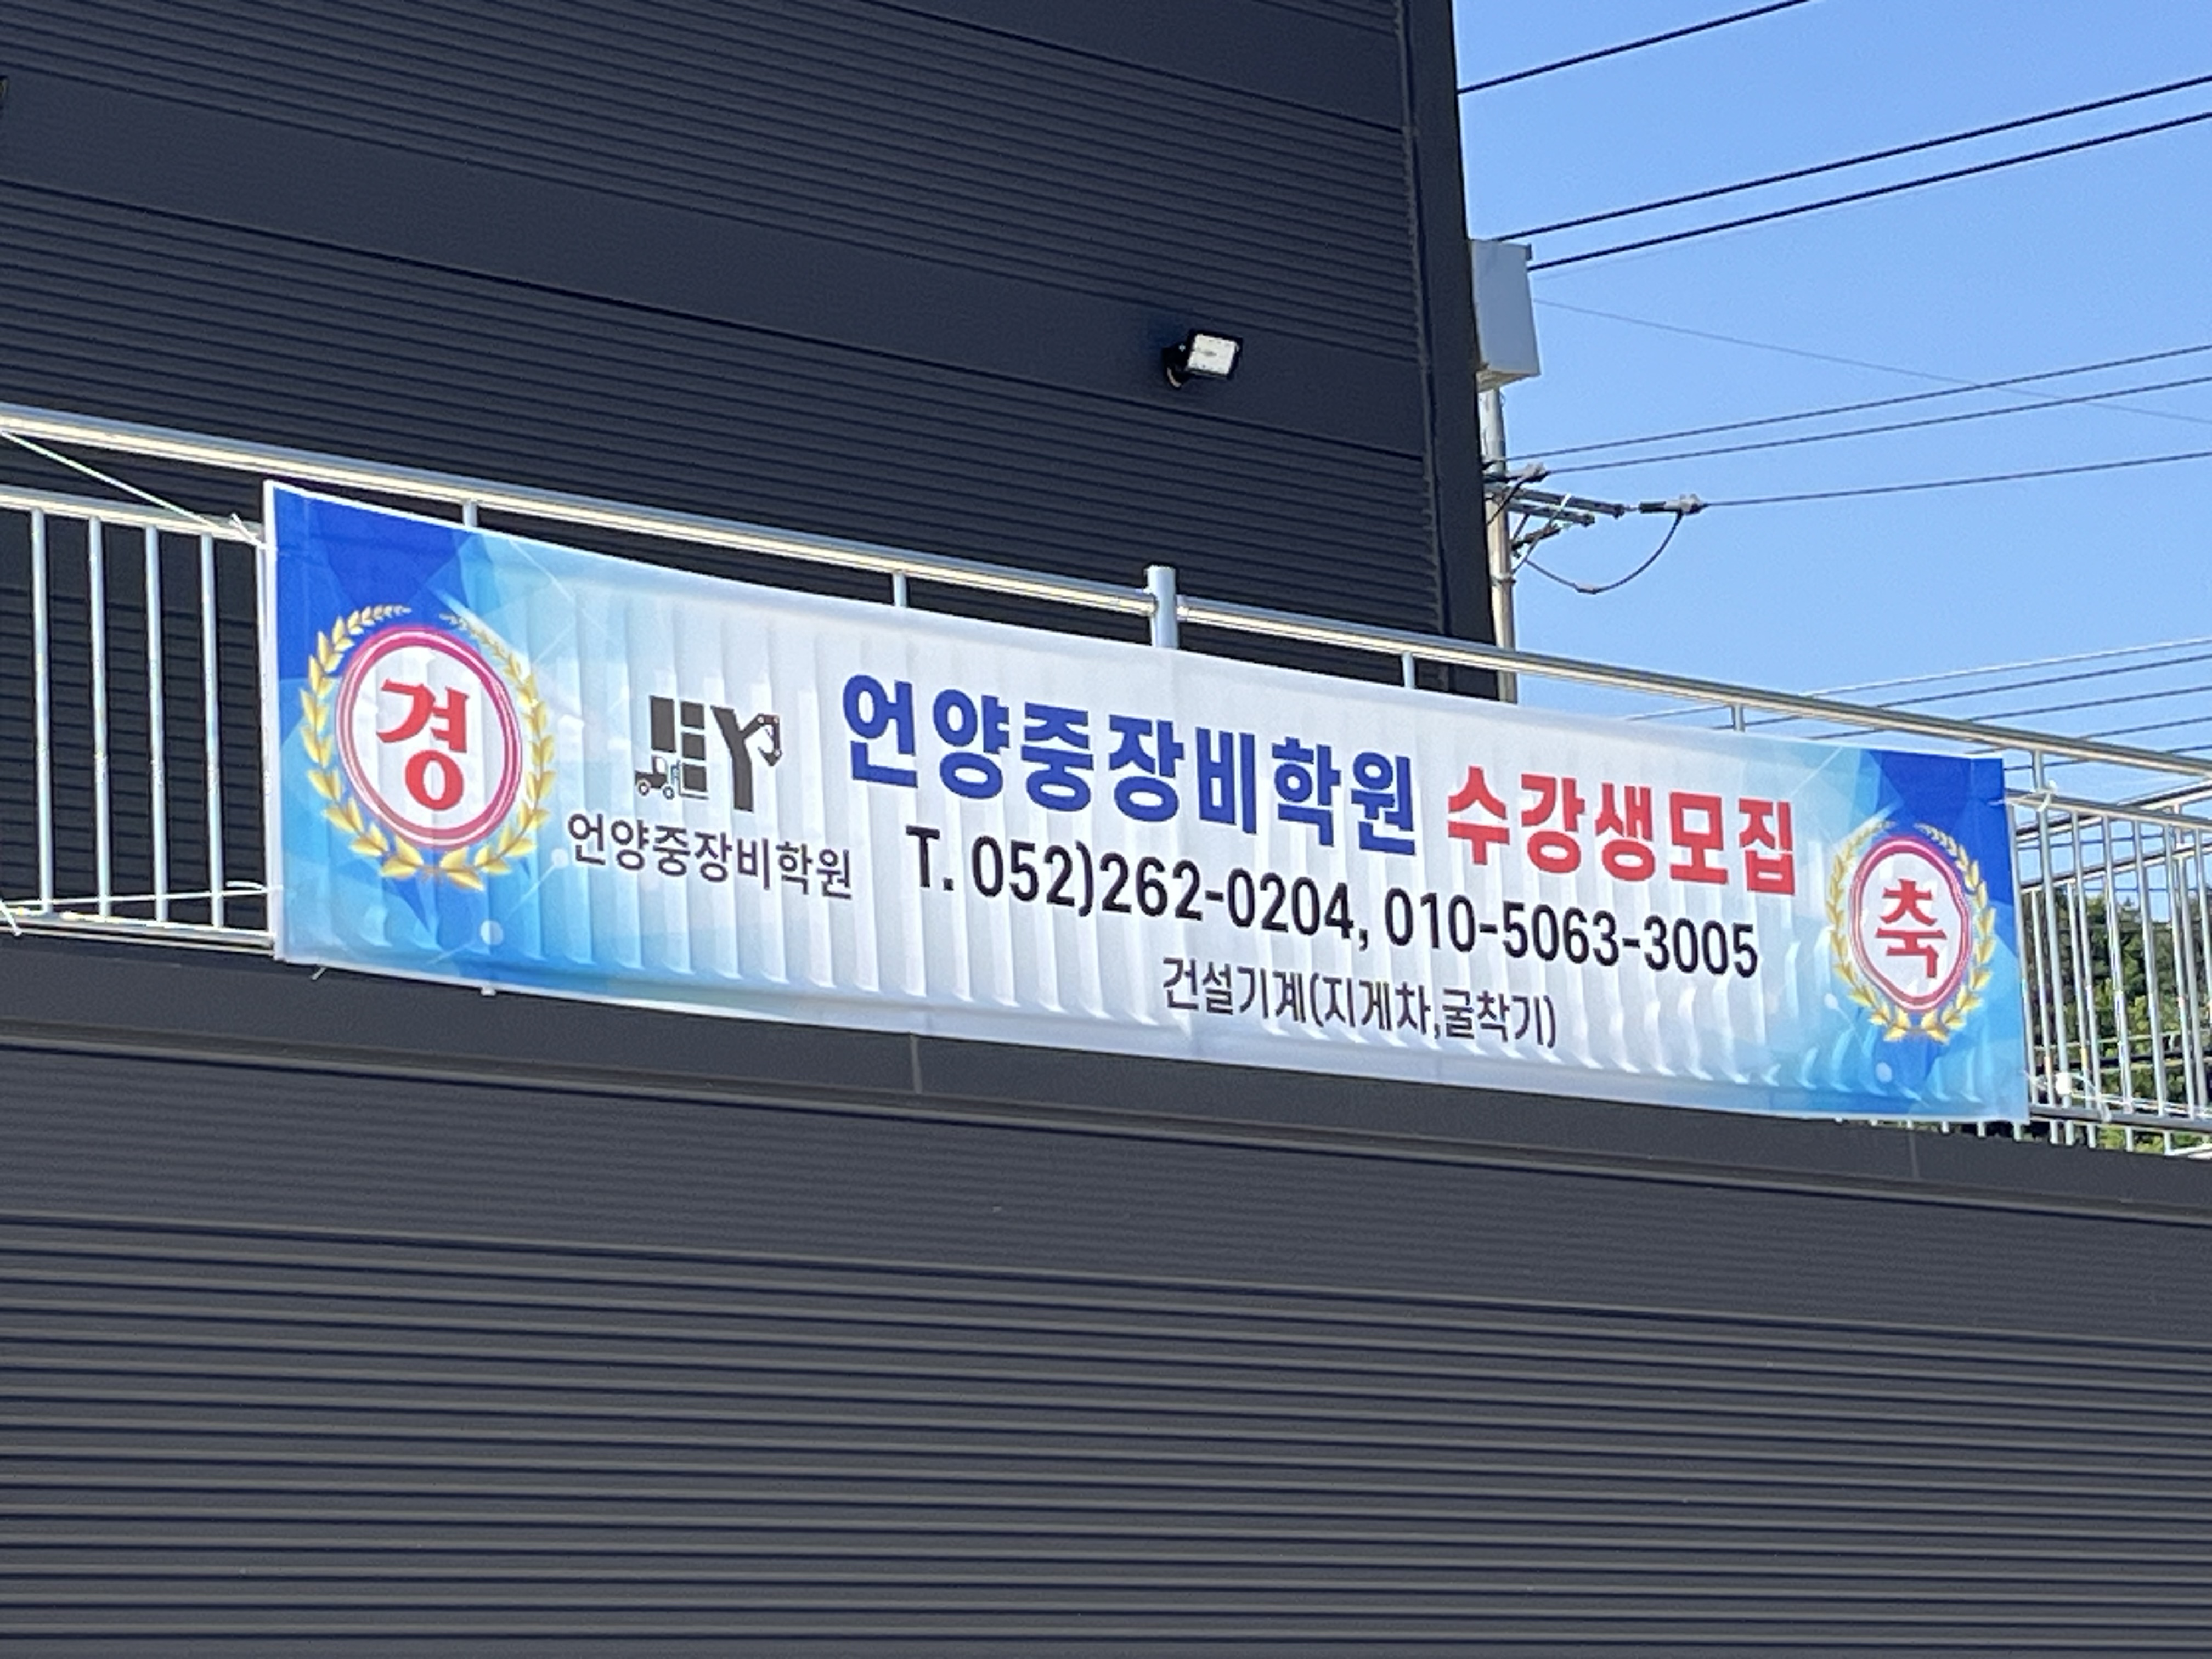 경
EY
언양중장비학원
언양중장비학원 수강생모집
T. 052)262-0204, 010-5063-3005
건설기계(지게차,굴착기)
축